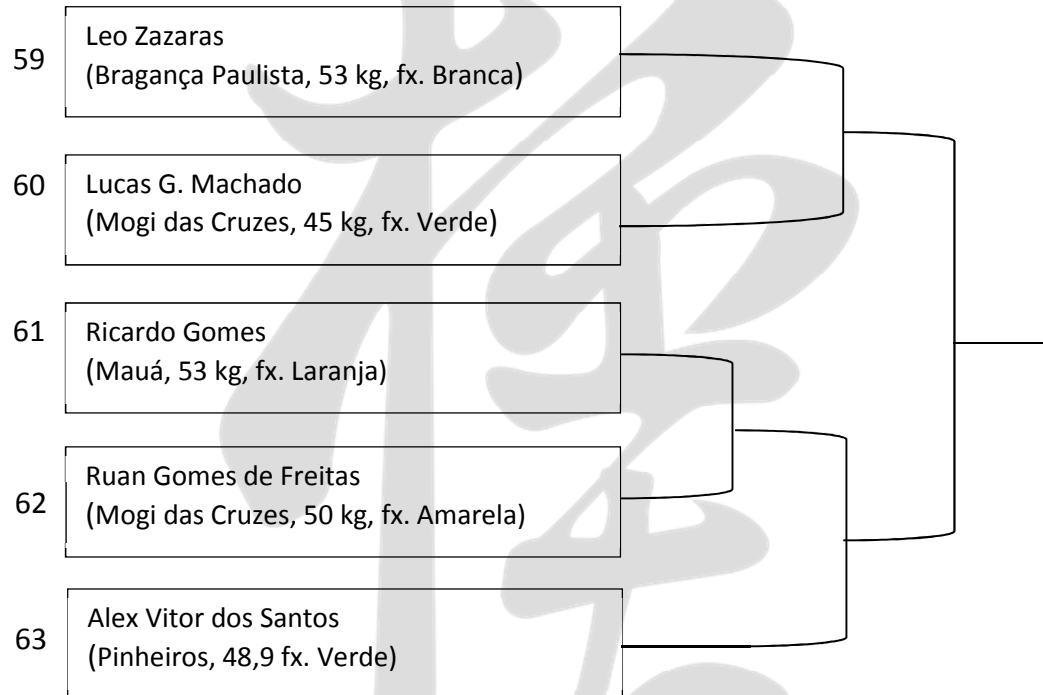 59
Leo Zazaras
(Bragança Paulista, 53 kg, fx. Branca)
60
Lucas G. Machado
(Mogi das Cruzes, 45 kg, fx. Verde)
61
Ricardo Gomes
(Mauá, 53 kg, fx. Laranja)
62
Ruan Gomes de Freitas
(Mogi das Cruzes, 50 kg, fx. Amarela)
63
Alex Vitor dos Santos
(Pinheiros, 48,9 fx. Verde)